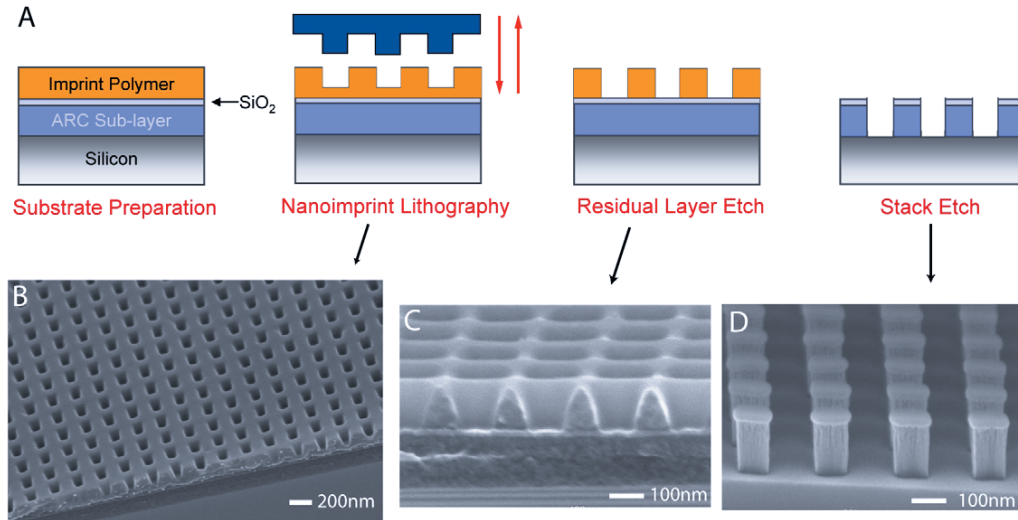 A
Imprint Polymer
SiO₂
ARC Sub-layer
Silicon
Substrate Preparation
Nanoimprint Lithography
Residual Layer Etch
Stack Etch
B
200nm
C
100nm
D
100nm